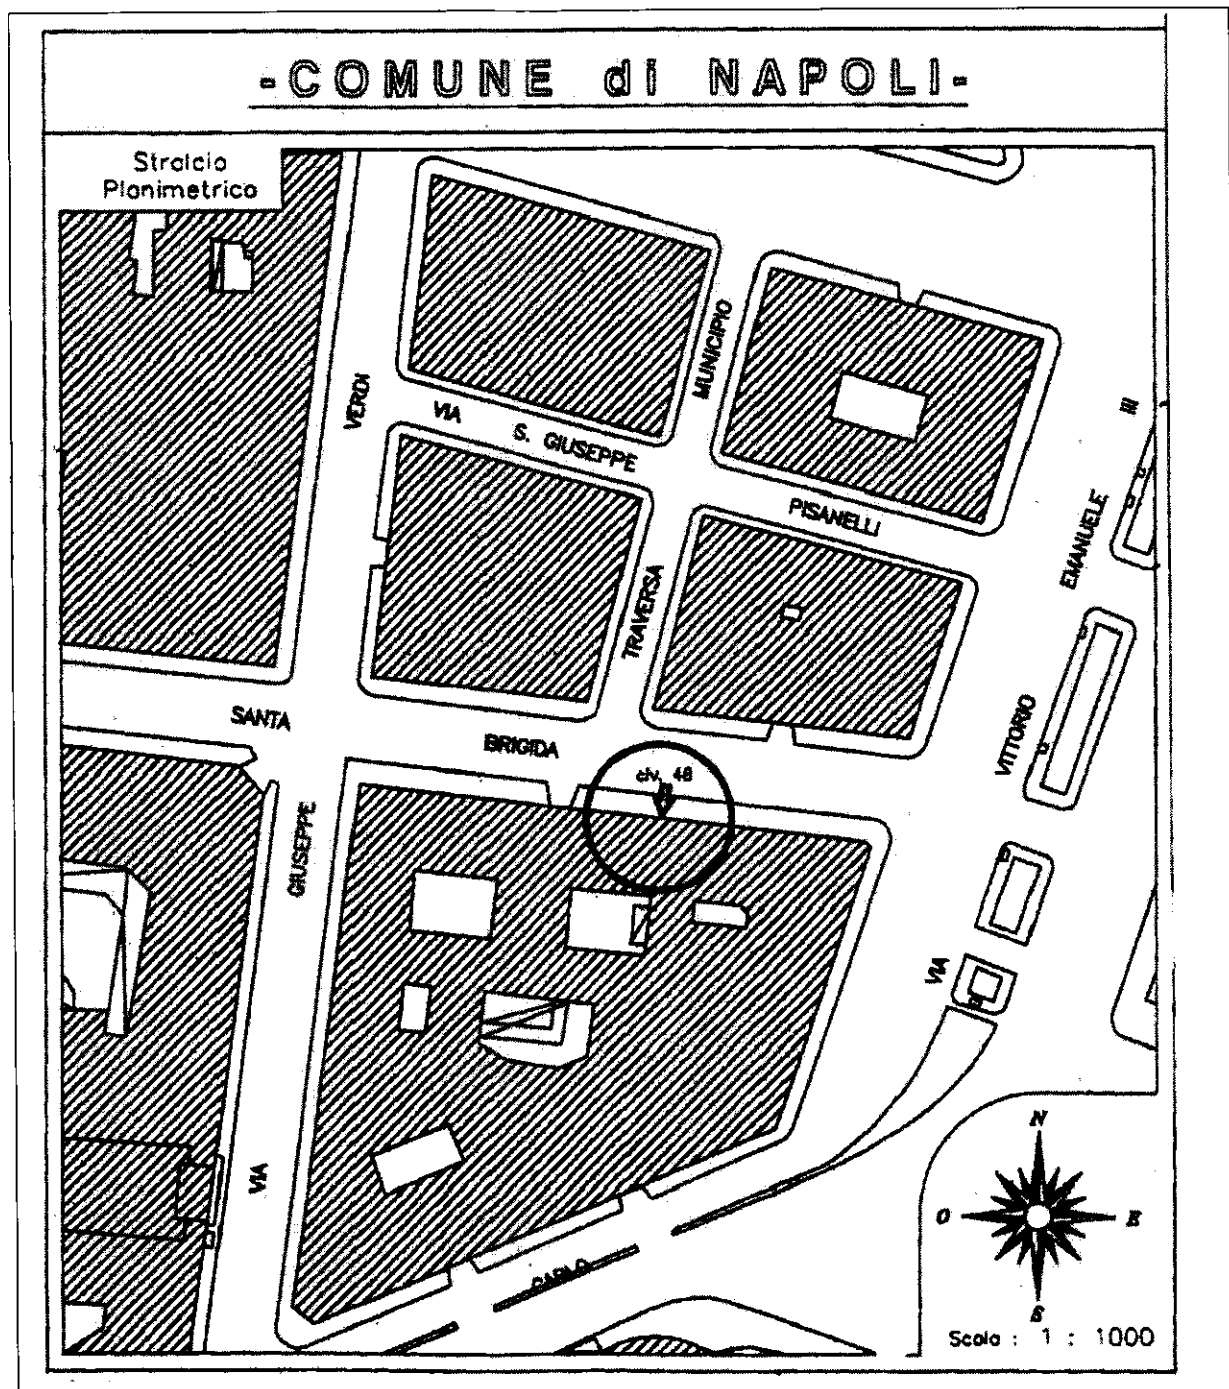 -COMUNE di NAPOLI-
Stralcio
Planimetrico
VERDI
VIA
S. GIUSEPPE
MUNICIPIO
III
PISANELLI
EMANUELE
TRAVERSA
SANTA
BRIGIDA
VITTORIO
civ. 48
GIUSEPPE
VIA
VIA
CARLO
N
O
E
S
Scala : 1 : 1000